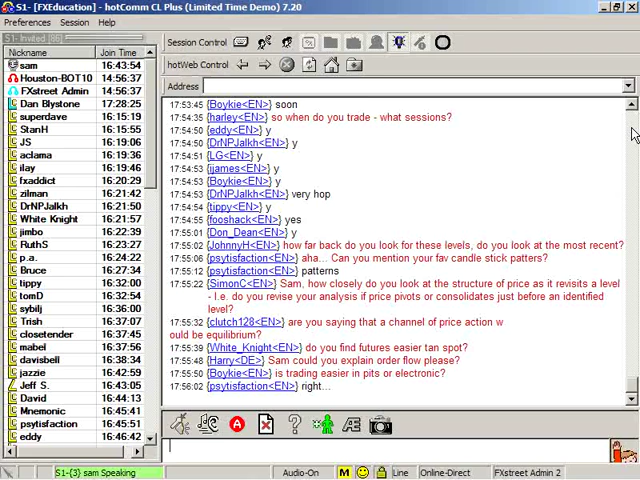 S1- [FXEducation] - hotComm CL Plus (Limited Time Demo) 7.20
Preferences Session Help
S1- Invited [86]
Nickname Join Time
sam 16:43:54
Houston-BOT10 14:56:37
FXstreet Admin 14:56:37
Dan Blystone 17:28:25
superdave 16:15:19
StanH 16:15:55
JS 16:19:36
aclama 16:19:36
ilay 16:19:37
fxaddict 16:20:29
zilman 16:21:42
DrNPJalkh 16:21:56
White Knight 16:21:57
jimbo 16:22:39
RuthS 16:23:23
p.a. 16:24:22
Bruce 16:27:36
tippy 16:32:00
tomD 16:32:36
sybilj 16:36:00
Trish 16:37:07
closetender 16:37:45
mabel 16:37:56
davisbell 16:38:25
jazzie 16:42:59
Jeff S. 16:43:05
David 16:44:13
Mnemonic 16:45:41
psytisfaction 16:45:51
eddy 16:46:42
Session Control
hotWeb Control
Address
17:53:45 {Boykie<EN>} soon
17:54:35 {harley<EN>} so when do you trade - what sessions?
17:54:50 {eddy<EN>} y
17:54:50 {DrNPJalkh<EN>} y
17:54:51 {LG<EN>} y
17:54:52 {ijames<EN>} y
17:54:53 {Boykie<EN>} y
17:54:53 {DrNPJalkh<EN>} very hop
17:54:54 {tippy<EN>} y
17:54:55 {fooshack<EN>} yes
17:55:01 {Don_Dean<EN>} y
17:55:02 {JohnnyH<EN>} how far back do you look for these levels, do you look at the most recent?
17:55:06 {psytisfaction<EN>} aha... Can you mention your fav candle stick patters?
17:55:12 {psytisfaction<EN>} patterns
17:55:22 {SimonC<EN>} Sam, how closely do you look at the structure of price as it revisits a level
- I.e. do you revise your analysis if price pivots or consolidates just before an identified
level?
17:55:32 {clutch128<EN>} are you saying that a channel of price action w
ould be equilibrium?
17:55:39 {White_Knight<EN>} do you find futures easier tan spot?
17:55:48 {Harry<DE>} Sam could you explain order flow please?
17:55:50 {Boykie<EN>} is trading easier in pits or electronic?
17:56:02 {psytisfaction<EN>} right...
S1-{3} sam Speaking Audio-On M Line Online-Direct FXstreet Admin 2